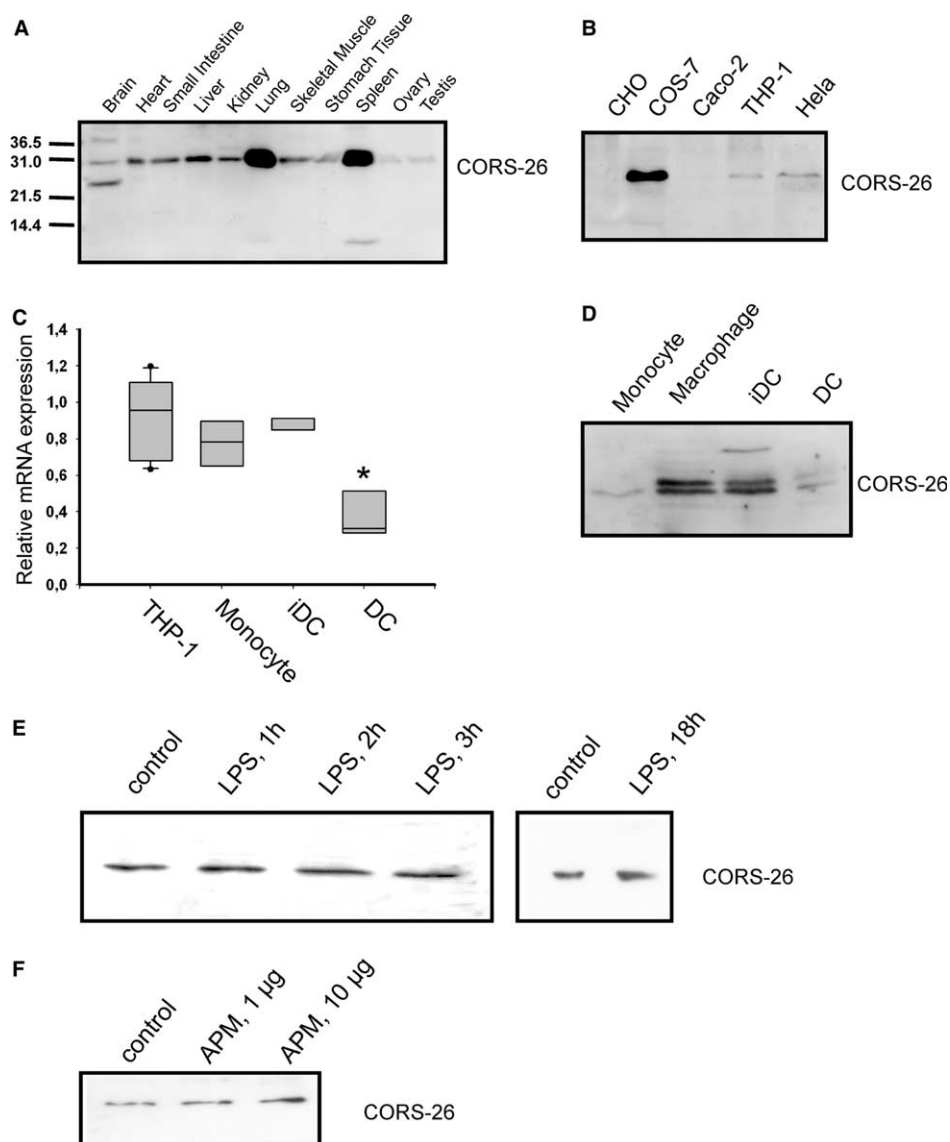 A
Brain
Heart
Small Intestine
Liver
Kidney
Lung
Skeletal Muscle
Stomach Tissue
Spleen
Ovary
Testis
36.5
31.0
21.5
14.4
CORS-26
B
CHO
COS-7
Caco-2
THP-1
Hela
CORS-26
C
Relative mRNA expression
1,4
1,2
1,0
0,8
0,6
0,4
0,2
0,0
*
THP-1
Monocyte
iDC
DC
D
Monocyte
Macrophage
iDC
DC
CORS-26
E
control
LPS, 1h
LPS, 2h
LPS, 3h
control
LPS, 18h
CORS-26
F
control
APM, 1 µg
APM, 10 µg
CORS-26